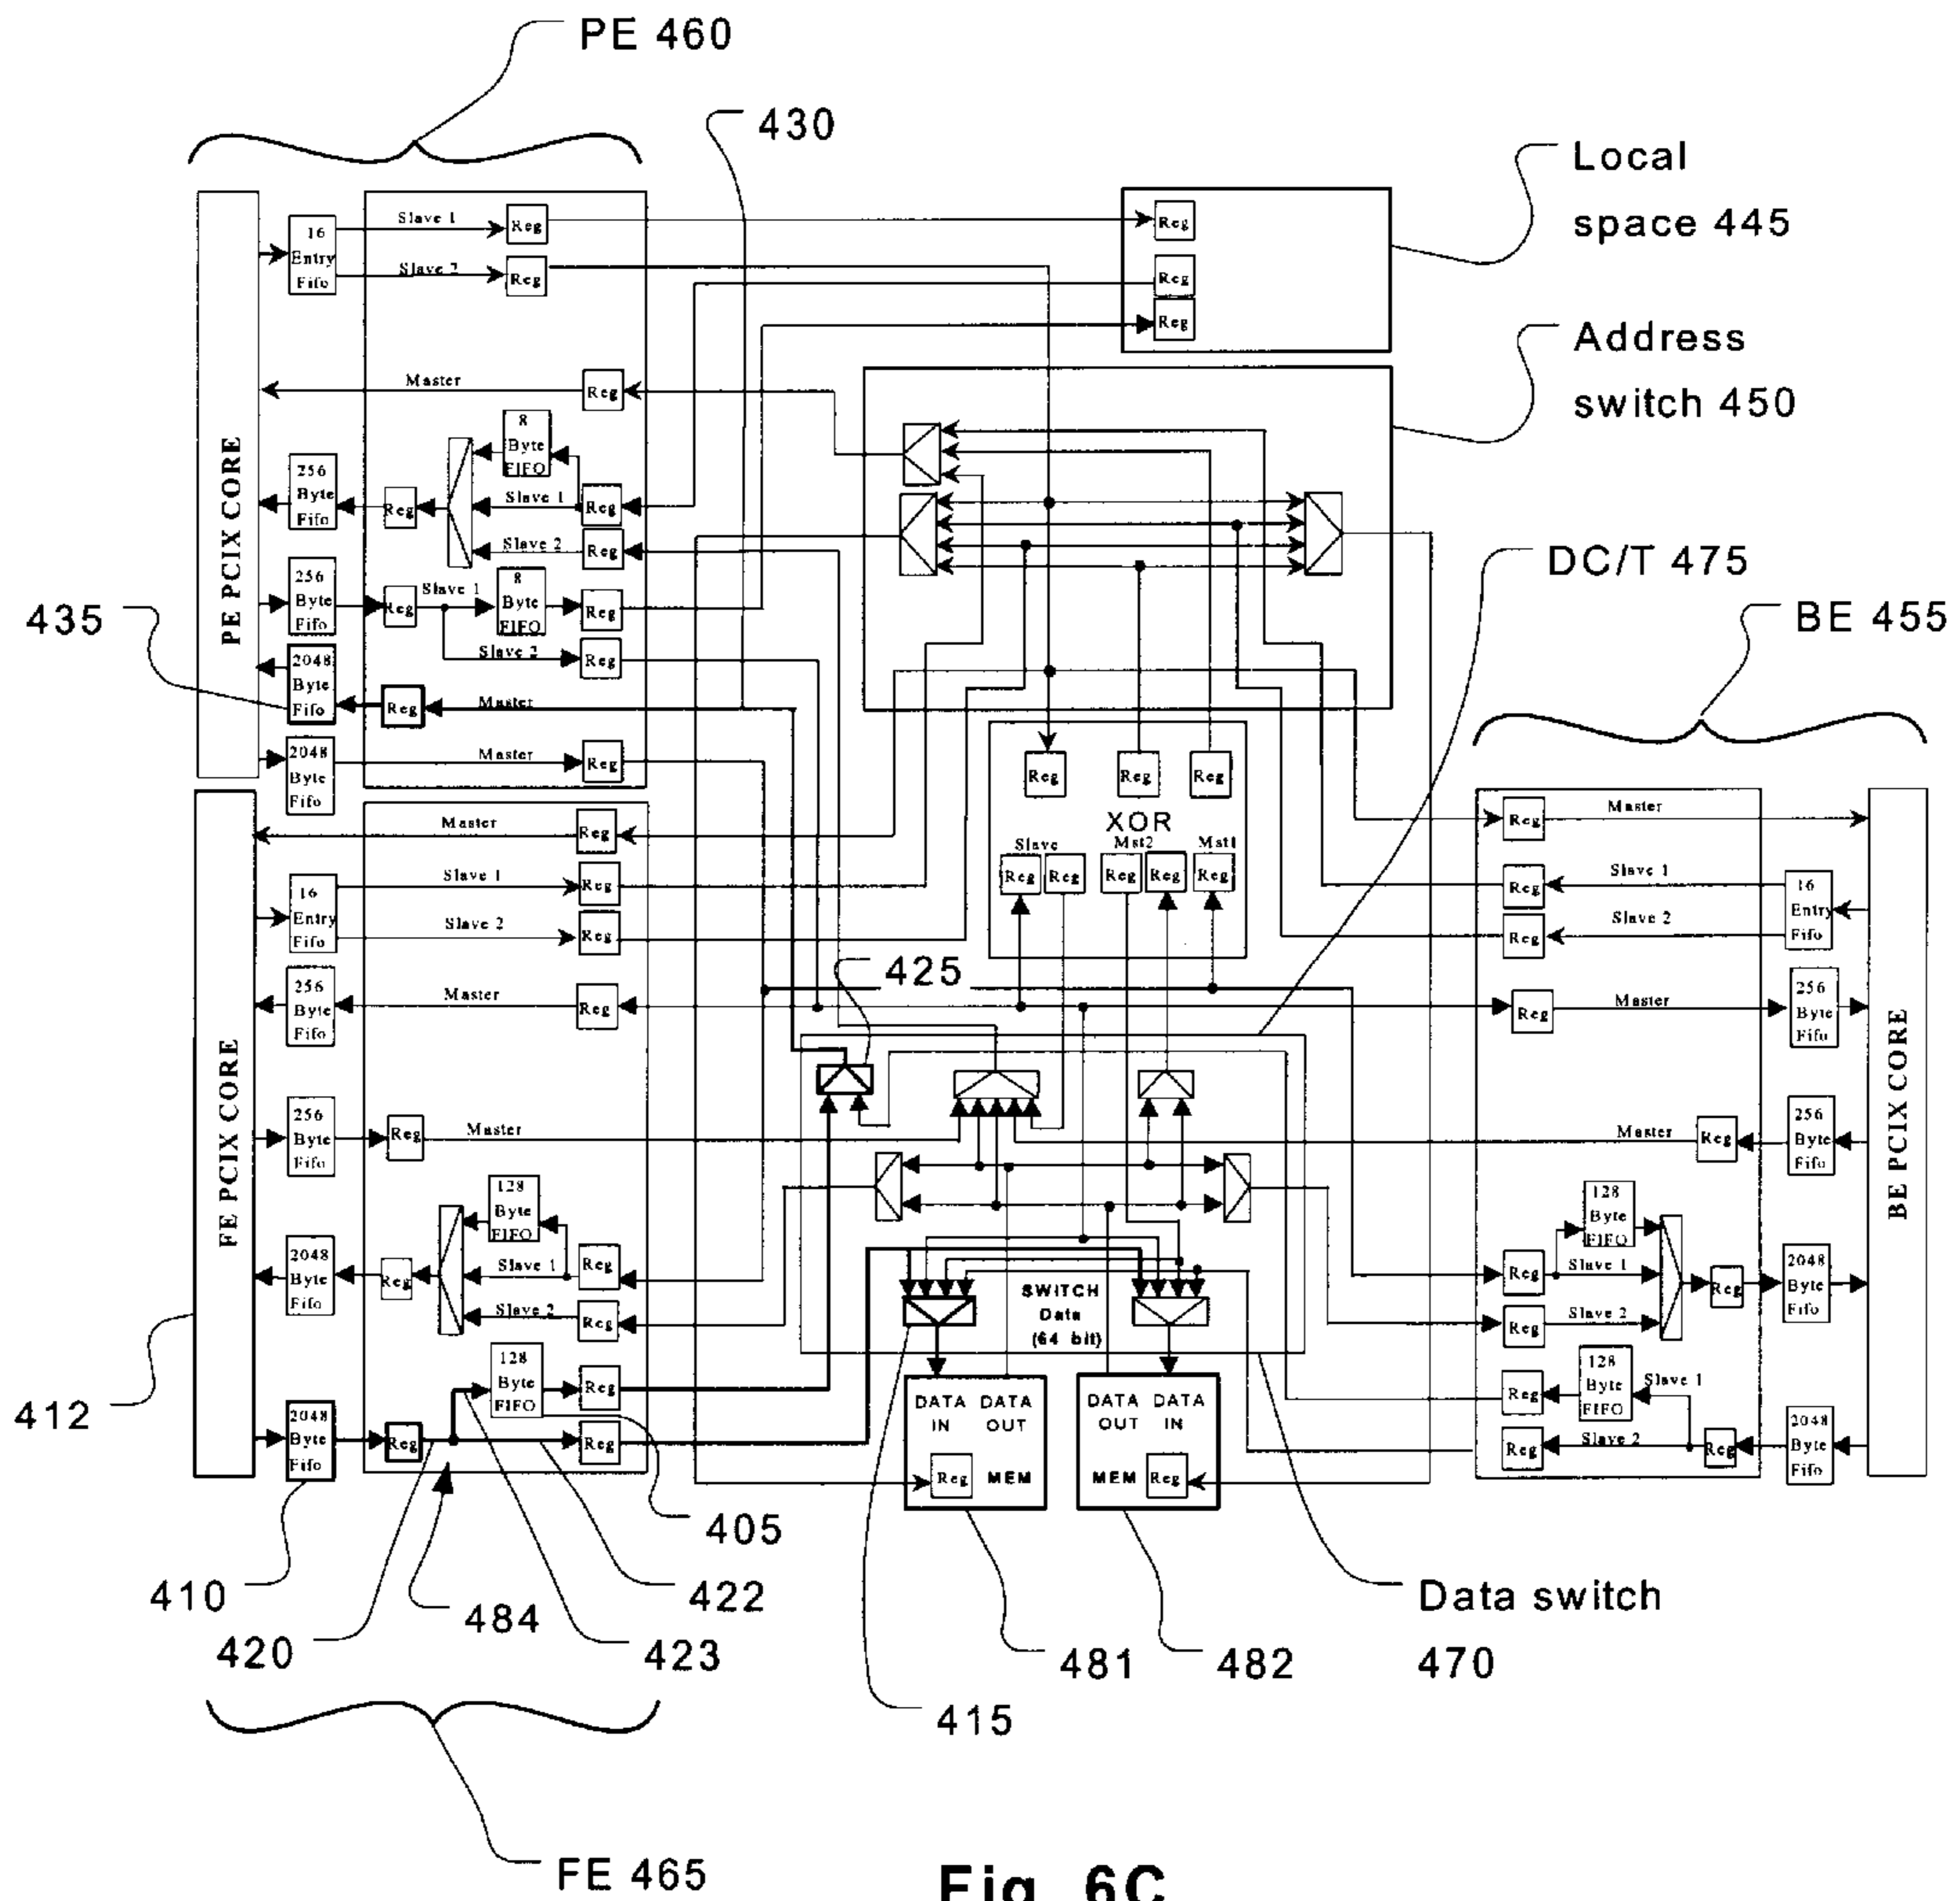 PE 460
430
Local
space 445
Address
switch 450
DC/T 475
BE 455
435
PE PCIX CORE
16
Entry
Fifo
Slave 1
Reg
Slave 2
Reg
Master
Reg
8
Byte
FIFO
256
Byte
Fifo
Reg
Slave 1
Reg
Slave 2
Reg
256
Byte
Fifo
Reg
Slave 1
8
Byte
FIFO
Reg
Slave 2
Reg
2048
Byte
Fifo
Reg
Master
2048
Byte
Fifo
Master
Reg
Reg
Reg
Reg
Reg
Reg
Reg
XOR
Slave
Mst2
Mst1
Reg
Reg
Reg
Reg
Reg
425
FE PCIX CORE
Master
Reg
16
Entry
Fifo
Slave 1
Reg
Slave 2
Reg
256
Byte
Fifo
Master
Reg
256
Byte
Fifo
Reg
Master
128
Byte
FIFO
2048
Byte
Fifo
Reg
Slave 1
Reg
Slave 2
Reg
128
Byte
FIFO
Reg
2048
Byte
Fifo
Reg
Reg
SWITCH
Data
(64 bit)
DATA
IN
DATA
OUT
Reg
MEM
DATA
OUT
DATA
IN
MEM
Reg
BE PCIX CORE
Reg
Master
Reg
Slave 1
16
Entry
Fifo
Reg
Slave 2
Reg
Master
256
Byte
Fifo
Master
Reg
256
Byte
Fifo
128
Byte
FIFO
Reg
Slave 1
Reg
2048
Byte
Fifo
Reg
Slave 2
128
Byte
FIFO
Slave 1
Reg
Reg
Slave 2
Reg
2048
Byte
Fifo
412
410
420
484
405
422
423
415
481
482
Data switch
470
FE 465
Fig. 6C